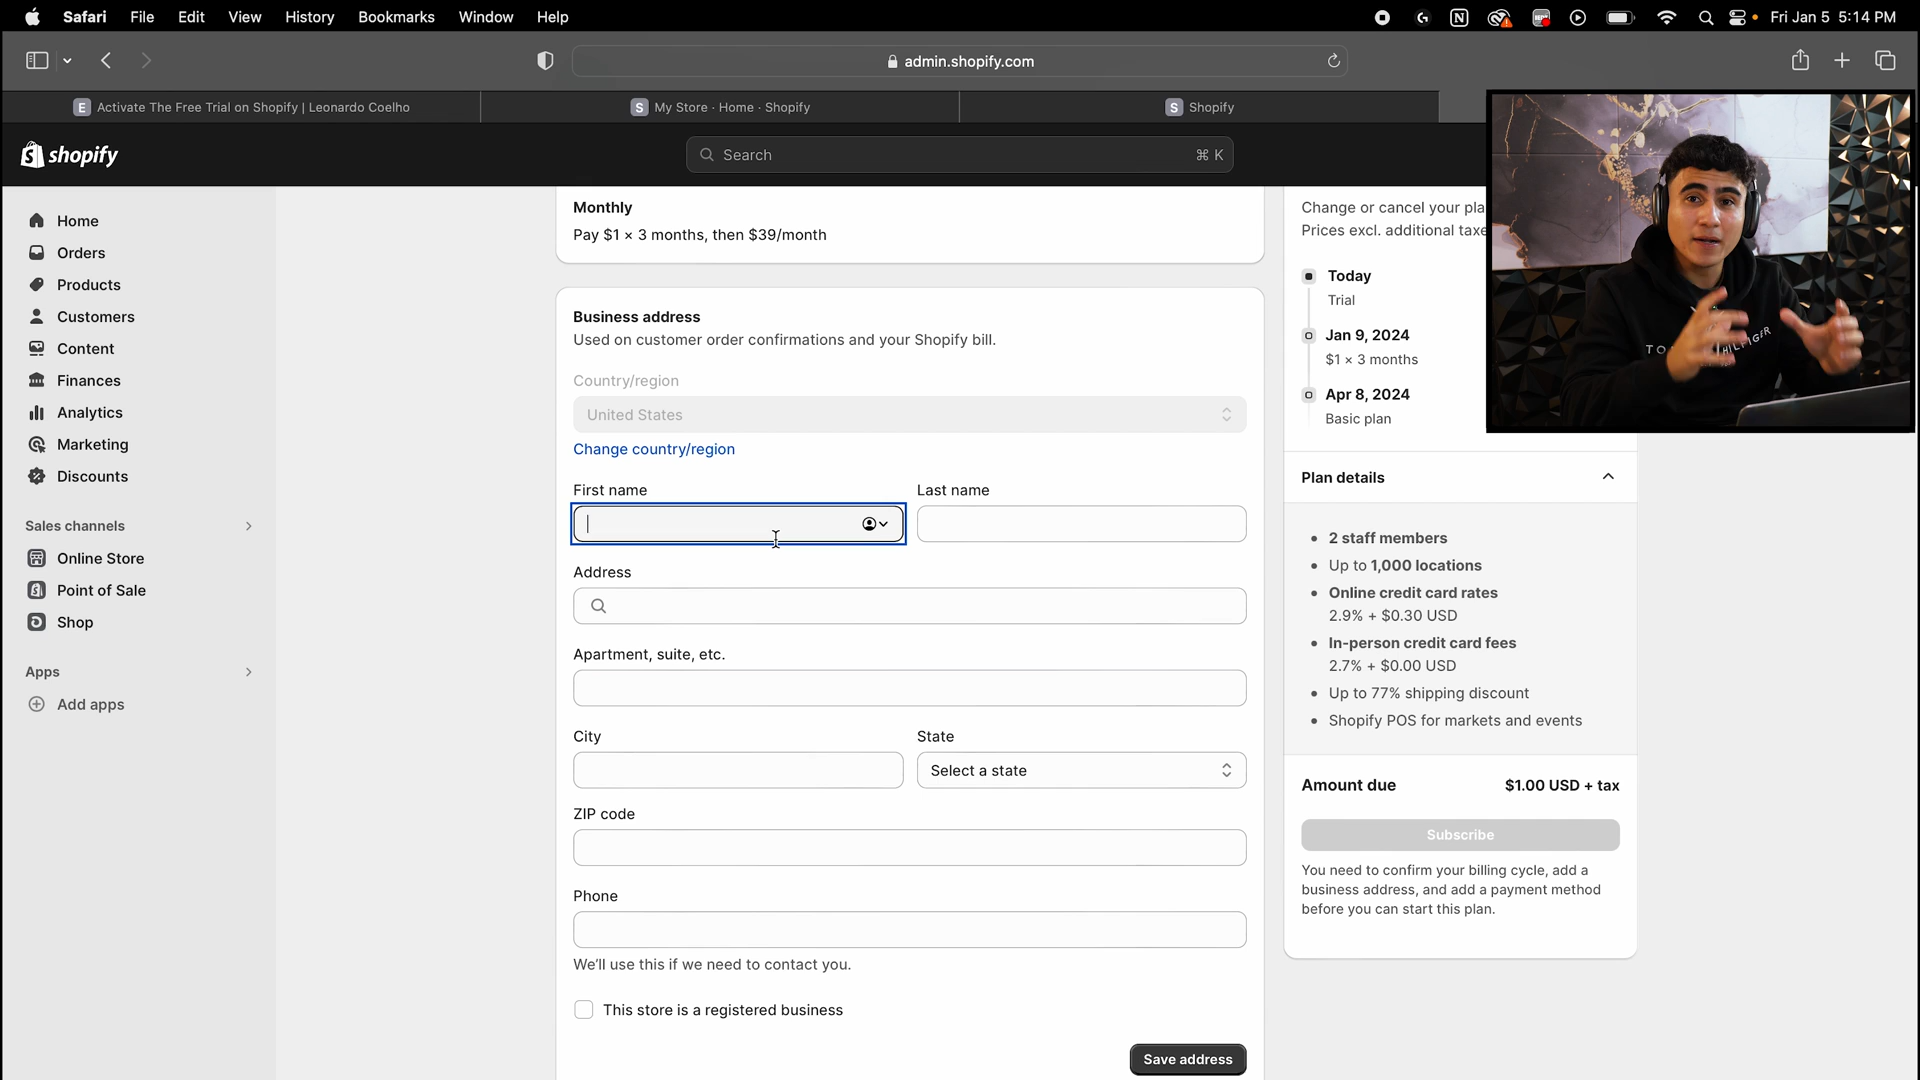 Safari File Edit View History Bookmarks Window Help
Fri Jan 5 5:14 PM
admin.shopify.com
E Activate The Free Trial on Shopify | Leonardo Coelho
S My Store · Home · Shopify
S Shopify
shopify
Search
⌘ K
Home
Orders
Products
Customers
Content
Finances
Analytics
Marketing
Discounts
Sales channels
Online Store
Point of Sale
Shop
Apps
Add apps
Monthly
Pay $1 × 3 months, then $39/month
Business address
Used on customer order confirmations and your Shopify bill.
Country/region
United States
Change country/region
First name
Last name
Address
Apartment, suite, etc.
City
State
Select a state
ZIP code
Phone
We'll use this if we need to contact you.
This store is a registered business
Save address
Change or cancel your pla
Prices excl. additional taxe
Today
Trial
Jan 9, 2024
$1 × 3 months
Apr 8, 2024
Basic plan
Plan details
• 2 staff members
• Up to 1,000 locations
• Online credit card rates
2.9% + $0.30 USD
• In-person credit card fees
2.7% + $0.00 USD
• Up to 77% shipping discount
• Shopify POS for markets and events
Amount due
$1.00 USD + tax
Subscribe
You need to confirm your billing cycle, add a
business address, and add a payment method
before you can start this plan.